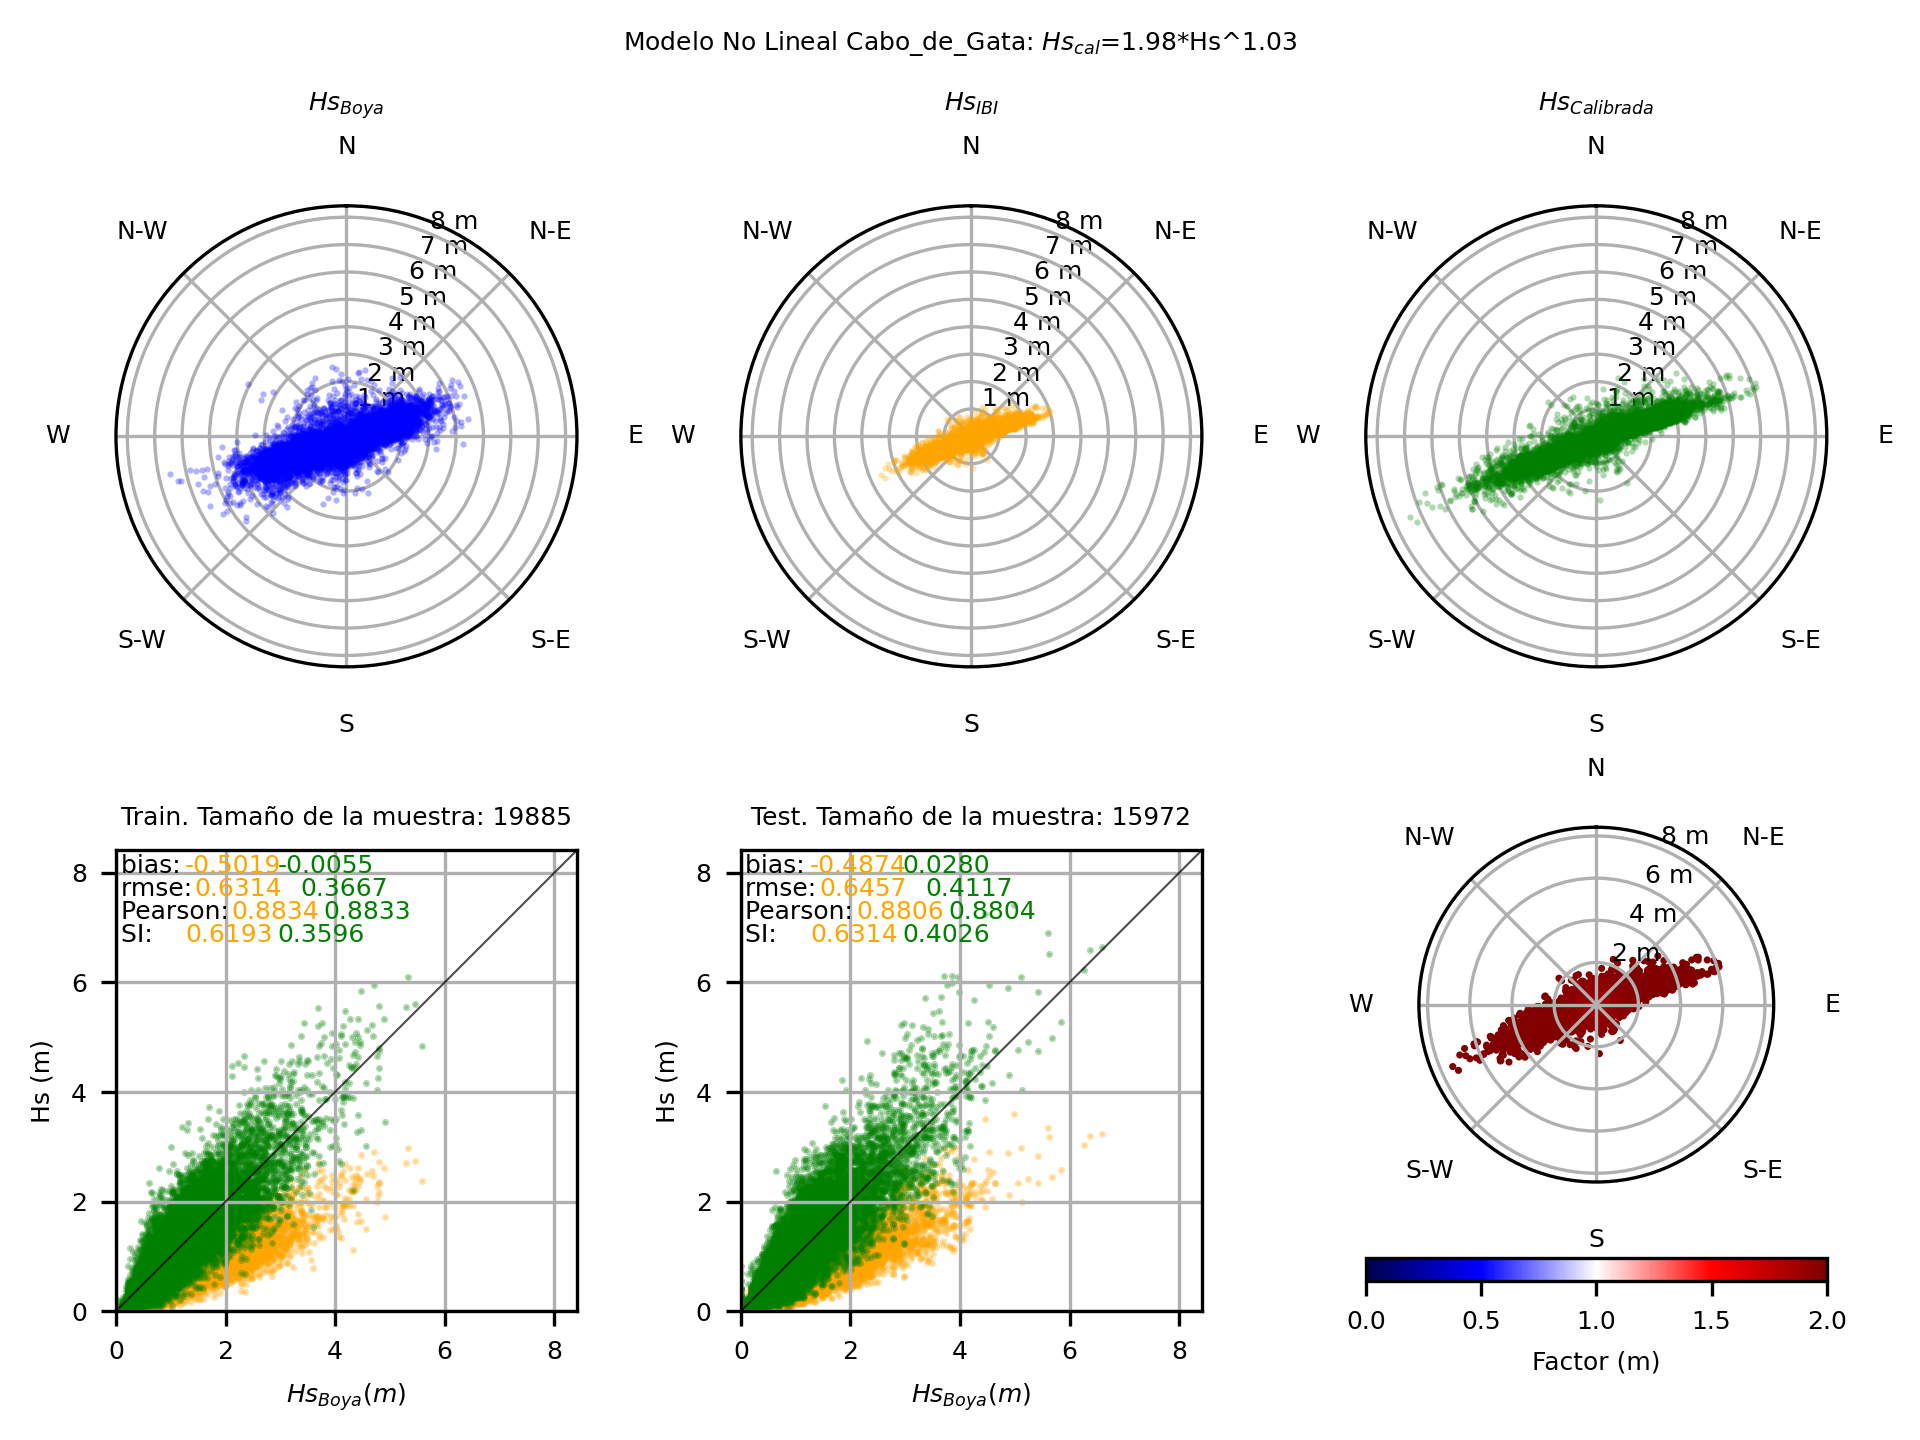 Modelo No Lineal Cabo_de_Gata: Hs_cal=1.98*Hs^1.03
Hs_Boya
N
N-W
N-E
W
E
S-W
S-E
S
8 m
7 m
6 m
5 m
4 m
3 m
2 m
1 m
Hs_IBI
N
N-W
N-E
W
E
S-W
S-E
S
8 m
7 m
6 m
5 m
4 m
3 m
2 m
1 m
Hs_Calibrada
N
N-W
N-E
W
E
S-W
S-E
S
8 m
7 m
6 m
5 m
4 m
3 m
2 m
1 m
Train. Tamaño de la muestra: 19885
bias: -0.5019 -0.0055
rmse: 0.6314 0.3667
Pearson: 0.8834 0.8833
SI: 0.6193 0.3596
Hs (m)
8
6
4
2
0
0 2 4 6 8
Hs_Boya(m)
Test. Tamaño de la muestra: 15972
bias: -0.4874 0.0280
rmse: 0.6457 0.4117
Pearson: 0.8806 0.8804
SI: 0.6314 0.4026
Hs (m)
8
6
4
2
0
0 2 4 6 8
Hs_Boya(m)
N
N-W
N-E
W
E
S-W
S-E
S
8 m
6 m
4 m
2 m
0.0 0.5 1.0 1.5 2.0
Factor (m)